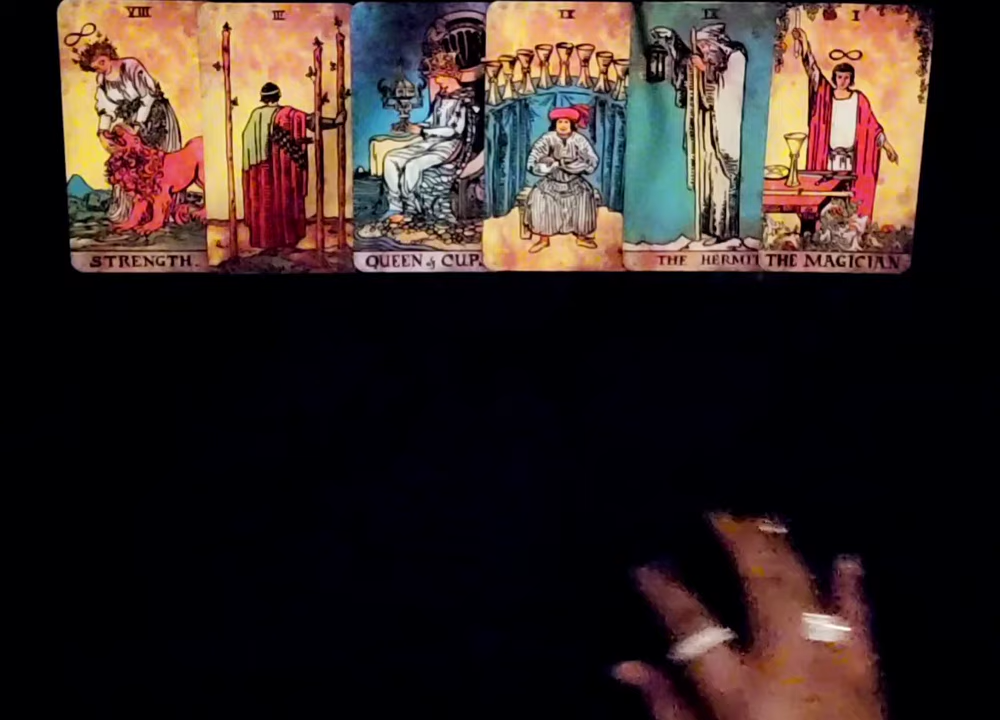 VIII
III
IX
I
STRENGTH.
QUEEN of CUP
THE HERMIT
THE MAGICIAN